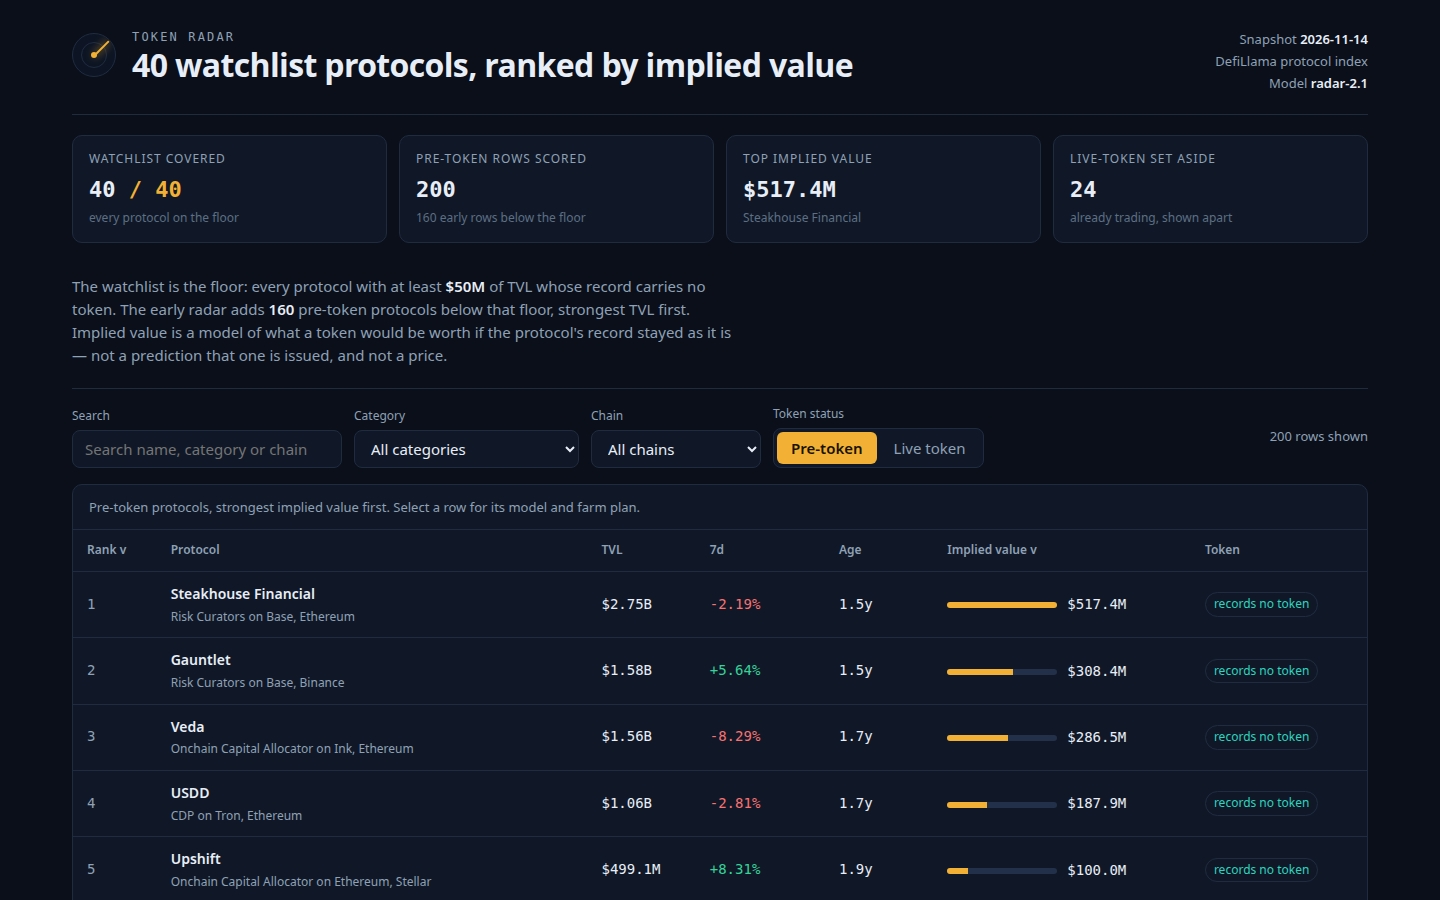 TOKEN RADAR
40 watchlist protocols, ranked by implied value
Snapshot 2026-11-14
DefiLlama protocol index
Model radar-2.1
WATCHLIST COVERED
40 / 40
every protocol on the floor
PRE-TOKEN ROWS SCORED
200
160 early rows below the floor
TOP IMPLIED VALUE
$517.4M
Steakhouse Financial
LIVE-TOKEN SET ASIDE
24
already trading, shown apart
The watchlist is the floor: every protocol with at least $50M of TVL whose record carries no
token. The early radar adds 160 pre-token protocols below that floor, strongest TVL first.
Implied value is a model of what a token would be worth if the protocol's record stayed as it is
— not a prediction that one is issued, and not a price.
Search
Search name, category or chain
Category
All categories
Chain
All chains
Token status
Pre-token Live token
200 rows shown
Pre-token protocols, strongest implied value first. Select a row for its model and farm plan.
Rank v Protocol TVL 7d Age Implied value v Token
1 Steakhouse Financial $2.75B -2.19% 1.5y $517.4M records no token
Risk Curators on Base, Ethereum
2 Gauntlet $1.58B +5.64% 1.5y $308.4M records no token
Risk Curators on Base, Binance
3 Veda $1.56B -8.29% 1.7y $286.5M records no token
Onchain Capital Allocator on Ink, Ethereum
4 USDD $1.06B -2.81% 1.7y $187.9M records no token
CDP on Tron, Ethereum
5 Upshift $499.1M +8.31% 1.9y $100.0M records no token
Onchain Capital Allocator on Ethereum, Stellar